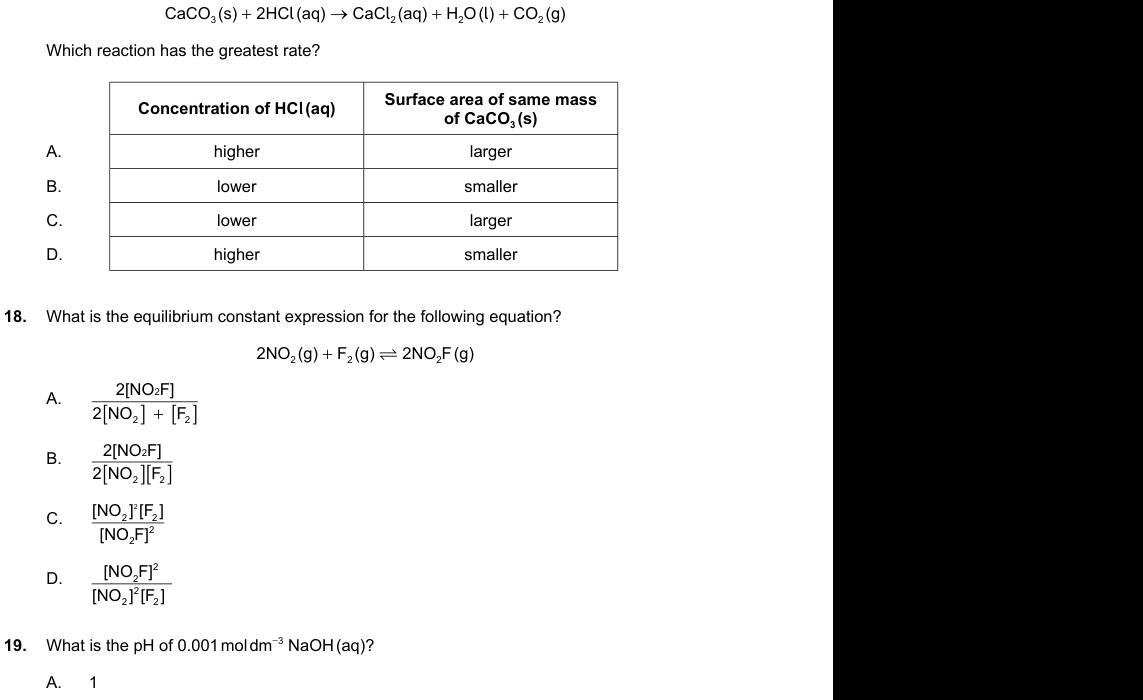 CaCO₃(s) + 2HCl(aq) → CaCl₂(aq) + H₂O(l) + CO₂(g)
Which reaction has the greatest rate?
Concentration of HCl(aq) Surface area of same mass of CaCO₃(s)
A. higher larger
B. lower smaller
C. lower larger
D. higher smaller
18. What is the equilibrium constant expression for the following equation?
2NO₂(g) + F₂(g) ⇌ 2NO₂F(g)
A. 2[NO₂F]
2[NO₂] + [F₂]
B. 2[NO₂F]
2[NO₂][F₂]
C. [NO₂]²[F₂]
[NO₂F]²
D. [NO₂F]²
[NO₂]²[F₂]
19. What is the pH of 0.001 mol dm⁻³ NaOH(aq)?
A. 1